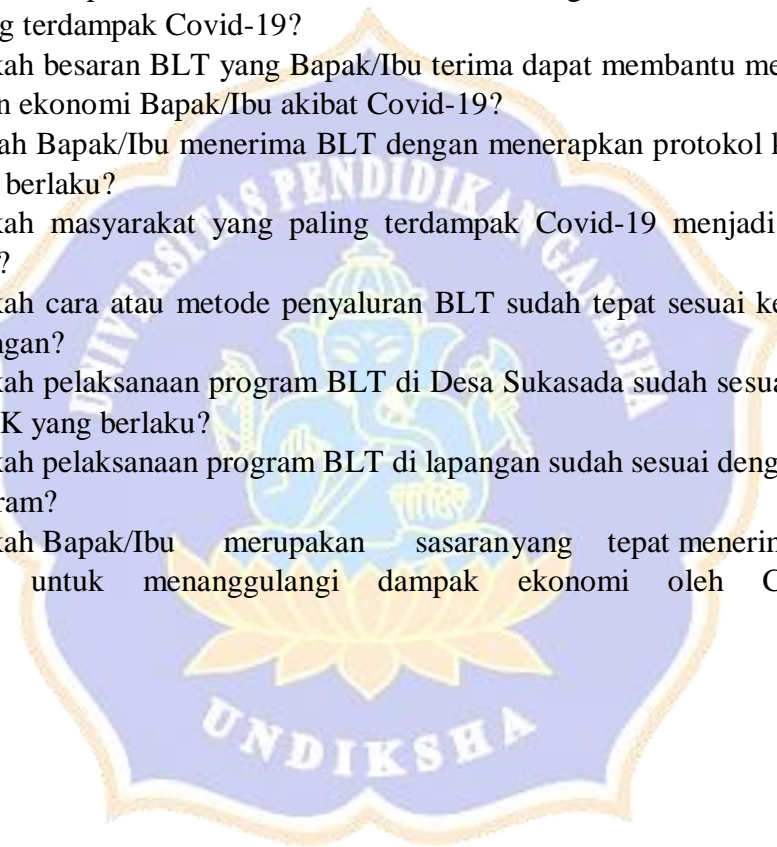 g terdampak Covid-19?
kah besaran BLT yang Bapak/Ibu terima dapat membantu me
n ekonomi Bapak/Ibu akibat Covid-19?
ah Bapak/Ibu menerima BLT dengan menerapkan protokol k
berlaku?
kah masyarakat yang paling terdampak Covid-19 menjadi
?
kah cara atau metode penyaluran BLT sudah tepat sesuai ke
ngan?
kah pelaksanaan program BLT di Desa Sukasada sudah sesua
K yang berlaku?
kah pelaksanaan program BLT di lapangan sudah sesuai deng
ram?
kah Bapak/Ibu merupakan sasaranyang tepat menerin
untuk menanggulangi dampak ekonomi oleh C
UNIVERSITAS PENDIDIKAN GANESHA
UNDIKSHA